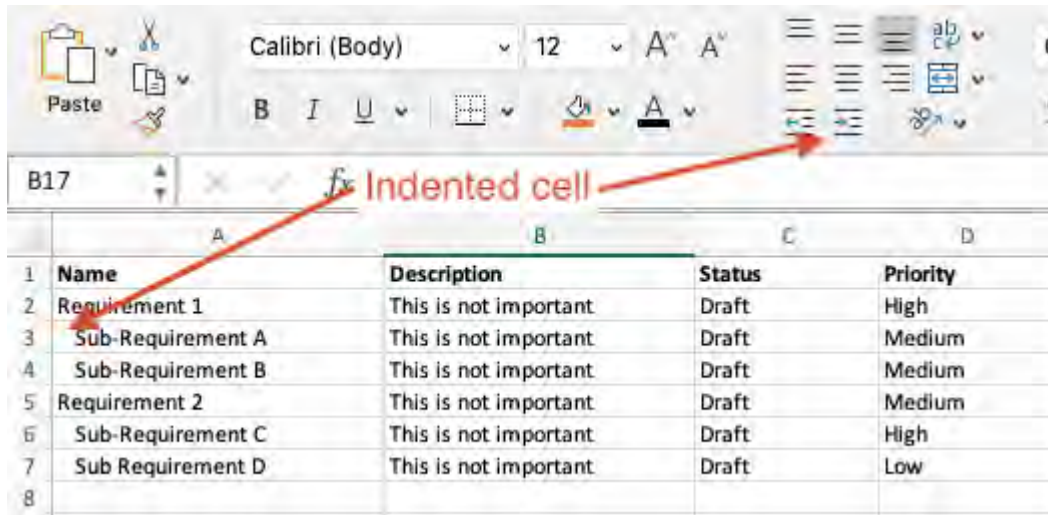 Calibri (Body) 12 A A ab
Paste B I U A
B17 fx Indented cell
A B C D
1 Name Description Status Priority
2 Requirement 1 This is not important Draft High
3 Sub-Requirement A This is not important Draft Medium
4 Sub-Requirement B This is not important Draft Medium
5 Requirement 2 This is not important Draft Medium
6 Sub-Requirement C This is not important Draft High
7 Sub Requirement D This is not important Draft Low
8